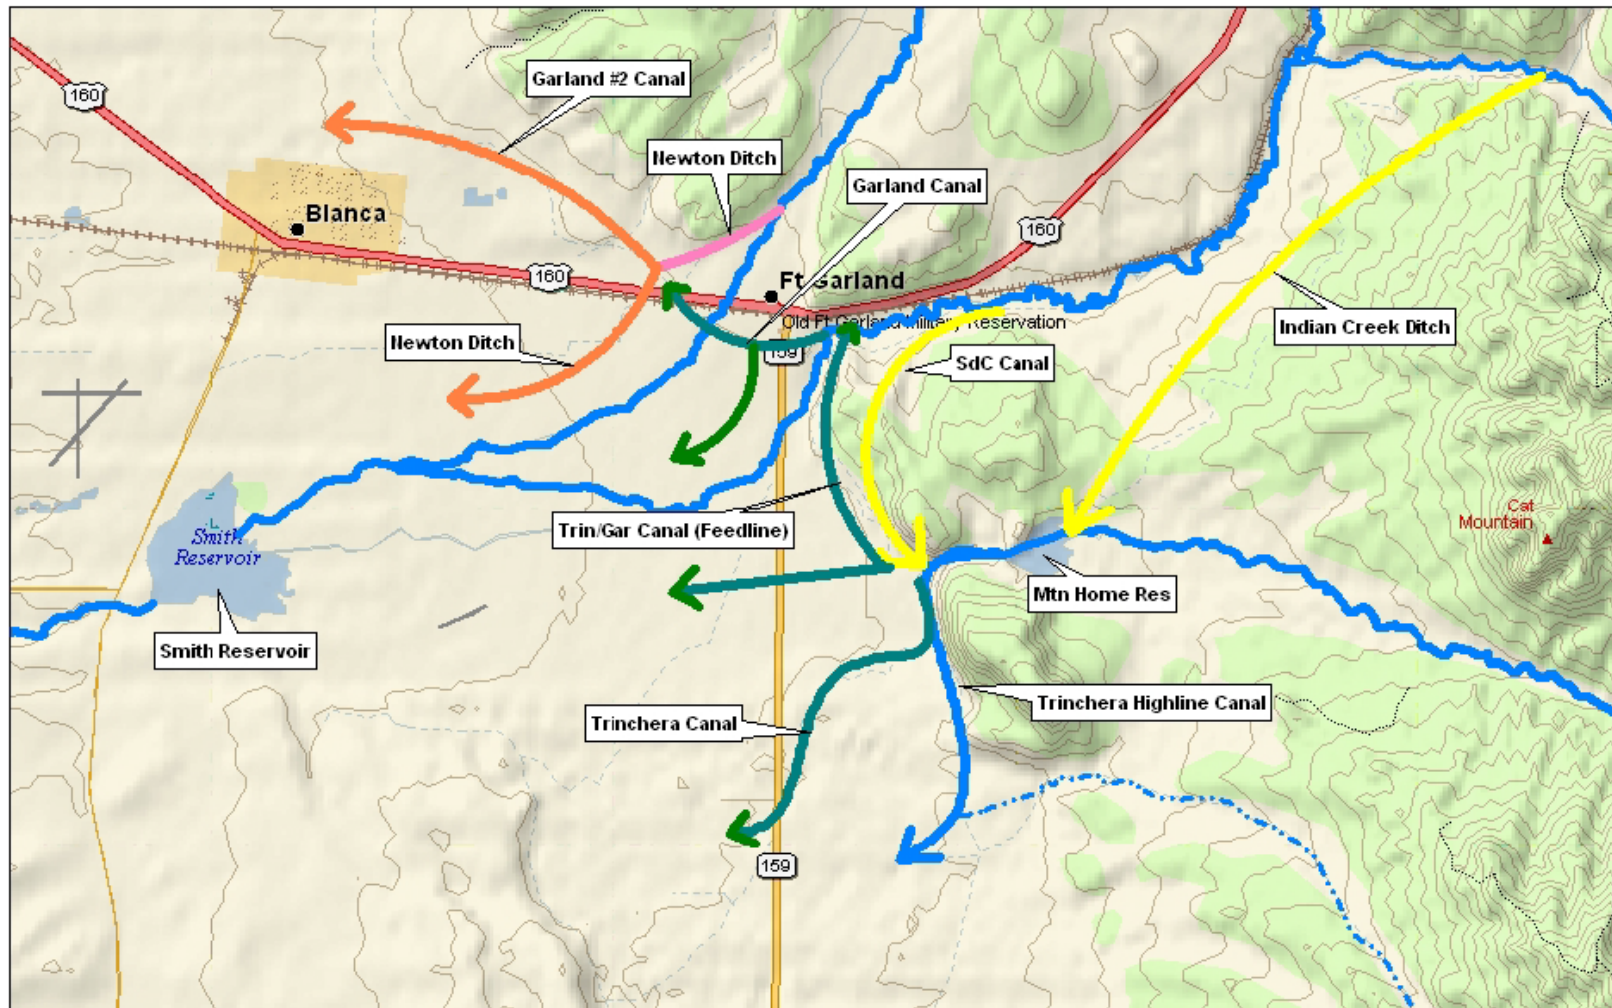 160
Garland #2 Canal
Newton Ditch
Garland Canal
Blanca
160
160
Ft Garland
Old Ft Garland Military Reservation
Indian Creek Ditch
Newton Ditch
159
SdC Canal
Cat
Mountain
Trin/Gar Canal (Feedline)
Smith
Reservoir
Mtn Home Res
Smith Reservoir
Trinchera Highline Canal
Trinchera Canal
159